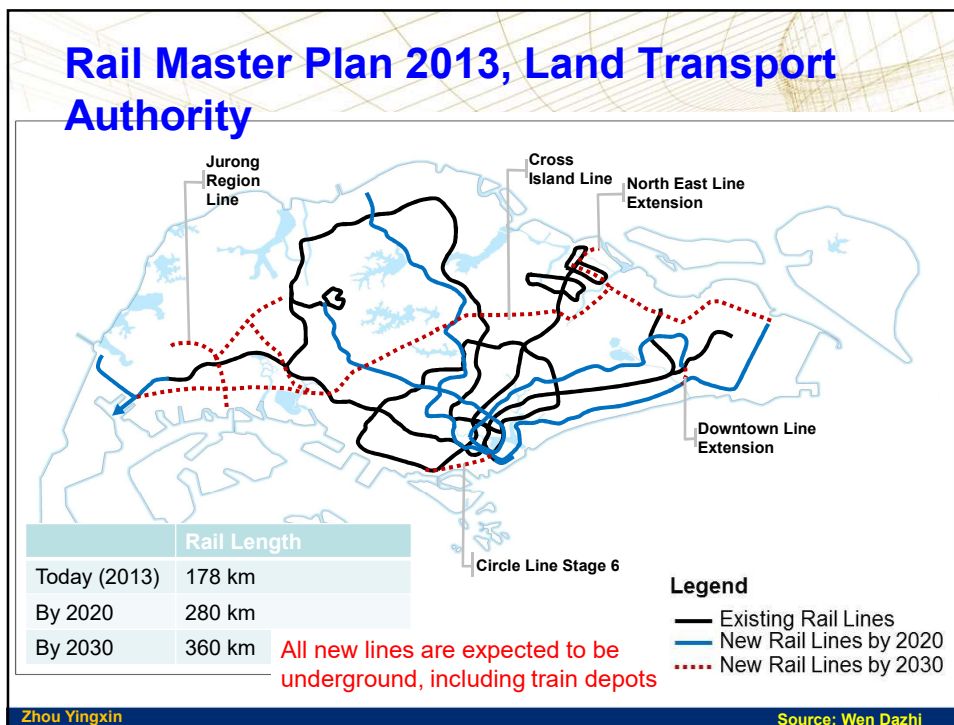 Rail Master Plan 2013, Land Transport
Authority
Jurong
Region
Line
Cross
Island Line
North East Line
Extension
Downtown Line
Extension
Circle Line Stage 6
Rail Length
Today (2013) 178 km
By 2020 280 km
By 2030 360 km
All new lines are expected to be
underground, including train depots
Legend
Existing Rail Lines
New Rail Lines by 2020
New Rail Lines by 2030
Zhou Yingxin
Source: Wen Dazhi